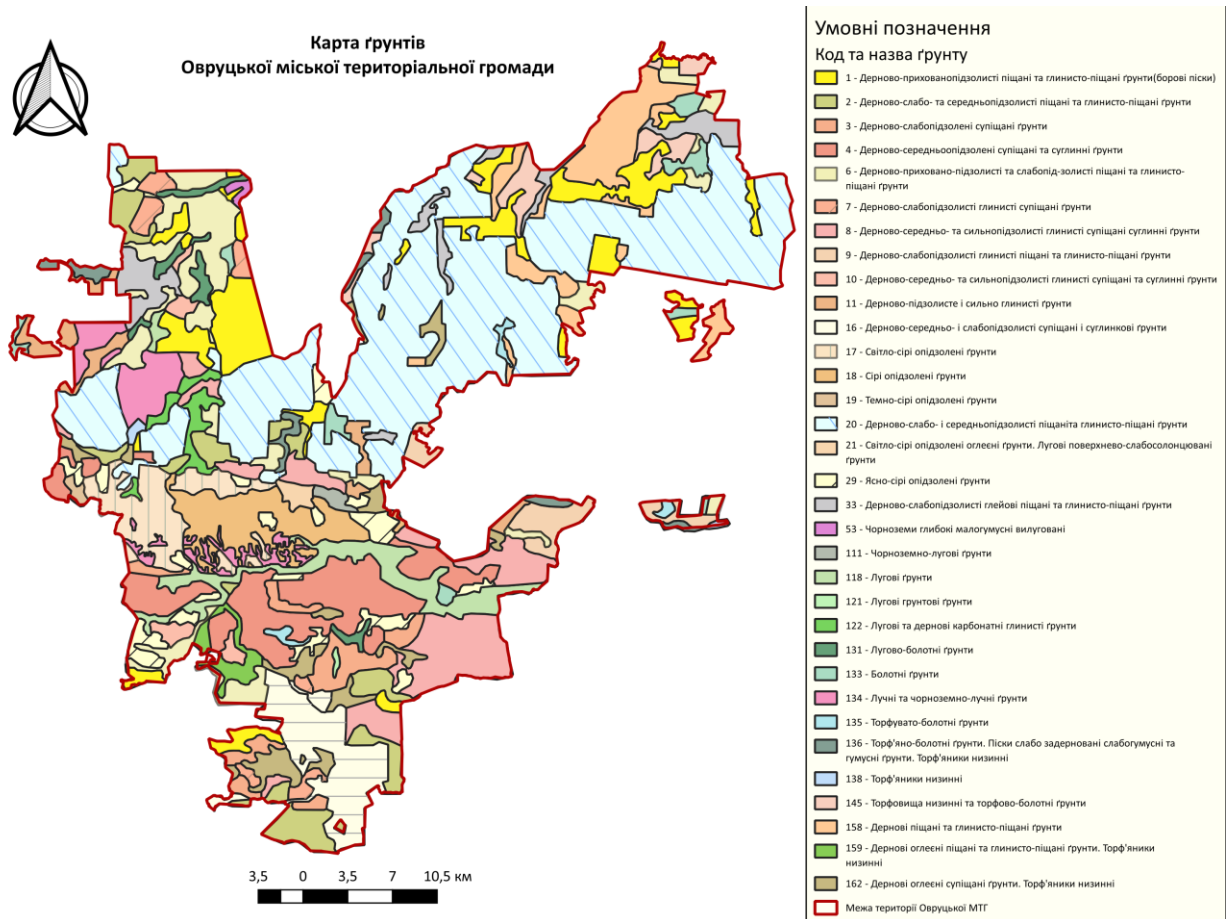 Карта ґрунтів
Овруцької міської територіальної громади
3,5 0 3,5 7 10,5 км
Умовні позначення
Код та назва ґрунту
1 - Дерново-прихованопідзолисті піщані та глинисто-піщані ґрунти(борові піски)
2 - Дерново-слабо- та середньопідзолисті піщані та глинисто-піщані ґрунти
3 - Дерново-слабопідзолені супіщані ґрунти
4 - Дерново-середньоопідзолені супіщані та суглинні ґрунти
6 - Дерново-приховано-підзолисті та слабопід-золисті піщані та глинисто-
піщані ґрунти
7 - Дерново-слабопідзолисті глинисті супіщані ґрунти
8 - Дерново-середньо- та сильнопідзолисті глинисті супіщані суглинні ґрунти
9 - Дерново-слабопідзолисті глинисті піщані та глинисто-піщані ґрунти
10 - Дерново-середньо- та сильнопідзолисті глинисті супіщані та суглинні ґрунти
11 - Дерново-підзолисте і сильно глинисті ґрунти
16 - Дерново-середньо- і слабопідзолисті супіщані і суглинкові ґрунти
17 - Світло-сірі опідзолені ґрунти
18 - Сірі опідзолені ґрунти
19 - Темно-сірі опідзолені ґрунти
20 - Дерново-слабо- і середньопідзолисті піщаніта глинисто-піщані ґрунти
21 - Світло-сірі опідзолені оглеєні ґрунти. Лугові поверхнево-слабосолонцювані
ґрунти
29 - Ясно-сірі опідзолені ґрунти
33 - Дерново-слабопідзолисті глейові піщані та глинисто-піщані ґрунти
53 - Чорноземи глибокі малогумусні вилуговані
111 - Чорноземно-лугові ґрунти
118 - Лугові ґрунти
121 - Лугові ґрунтові ґрунти
122 - Лугові та дернові карбонатні глинисті ґрунти
131 - Лугово-болотні ґрунти
133 - Болотні ґрунти
134 - Лучні та чорноземно-лучні ґрунти
135 - Торфувато-болотні ґрунти
136 - Торф'яно-болотні ґрунти. Піски слабо задерновані слабогумусні та
гумусні ґрунти. Торф'яники низинні
138 - Торф'яники низинні
145 - Торфовища низинні та торфово-болотні ґрунти
158 - Дернові піщані та глинисто-піщані ґрунти
159 - Дернові оглеєні піщані та глинисто-піщані ґрунти. Торф'яники
низинні
162 - Дернові оглеєні супіщані ґрунти. Торф'яники низинні
Межа території Овруцької МТГ